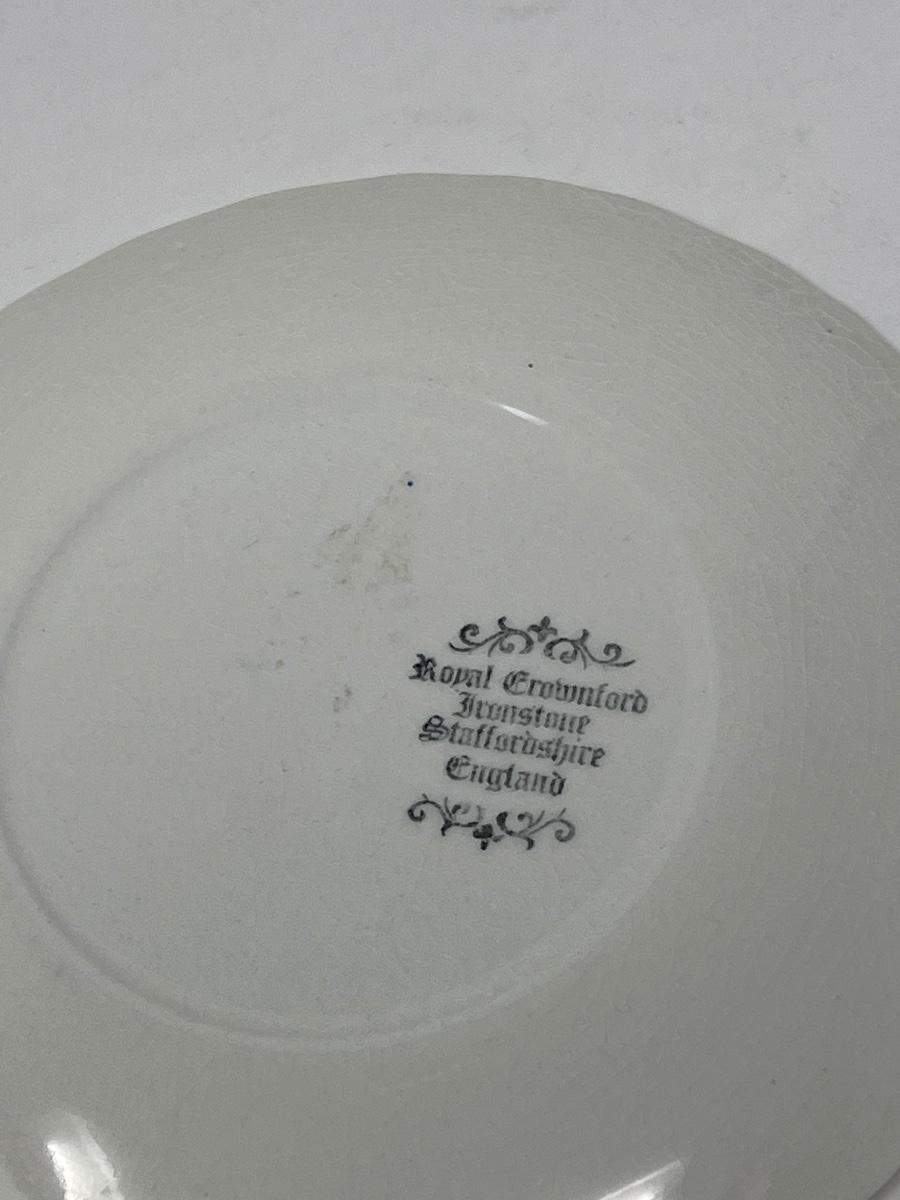 Royal Crownford
Ironstone
Staffordshire
England